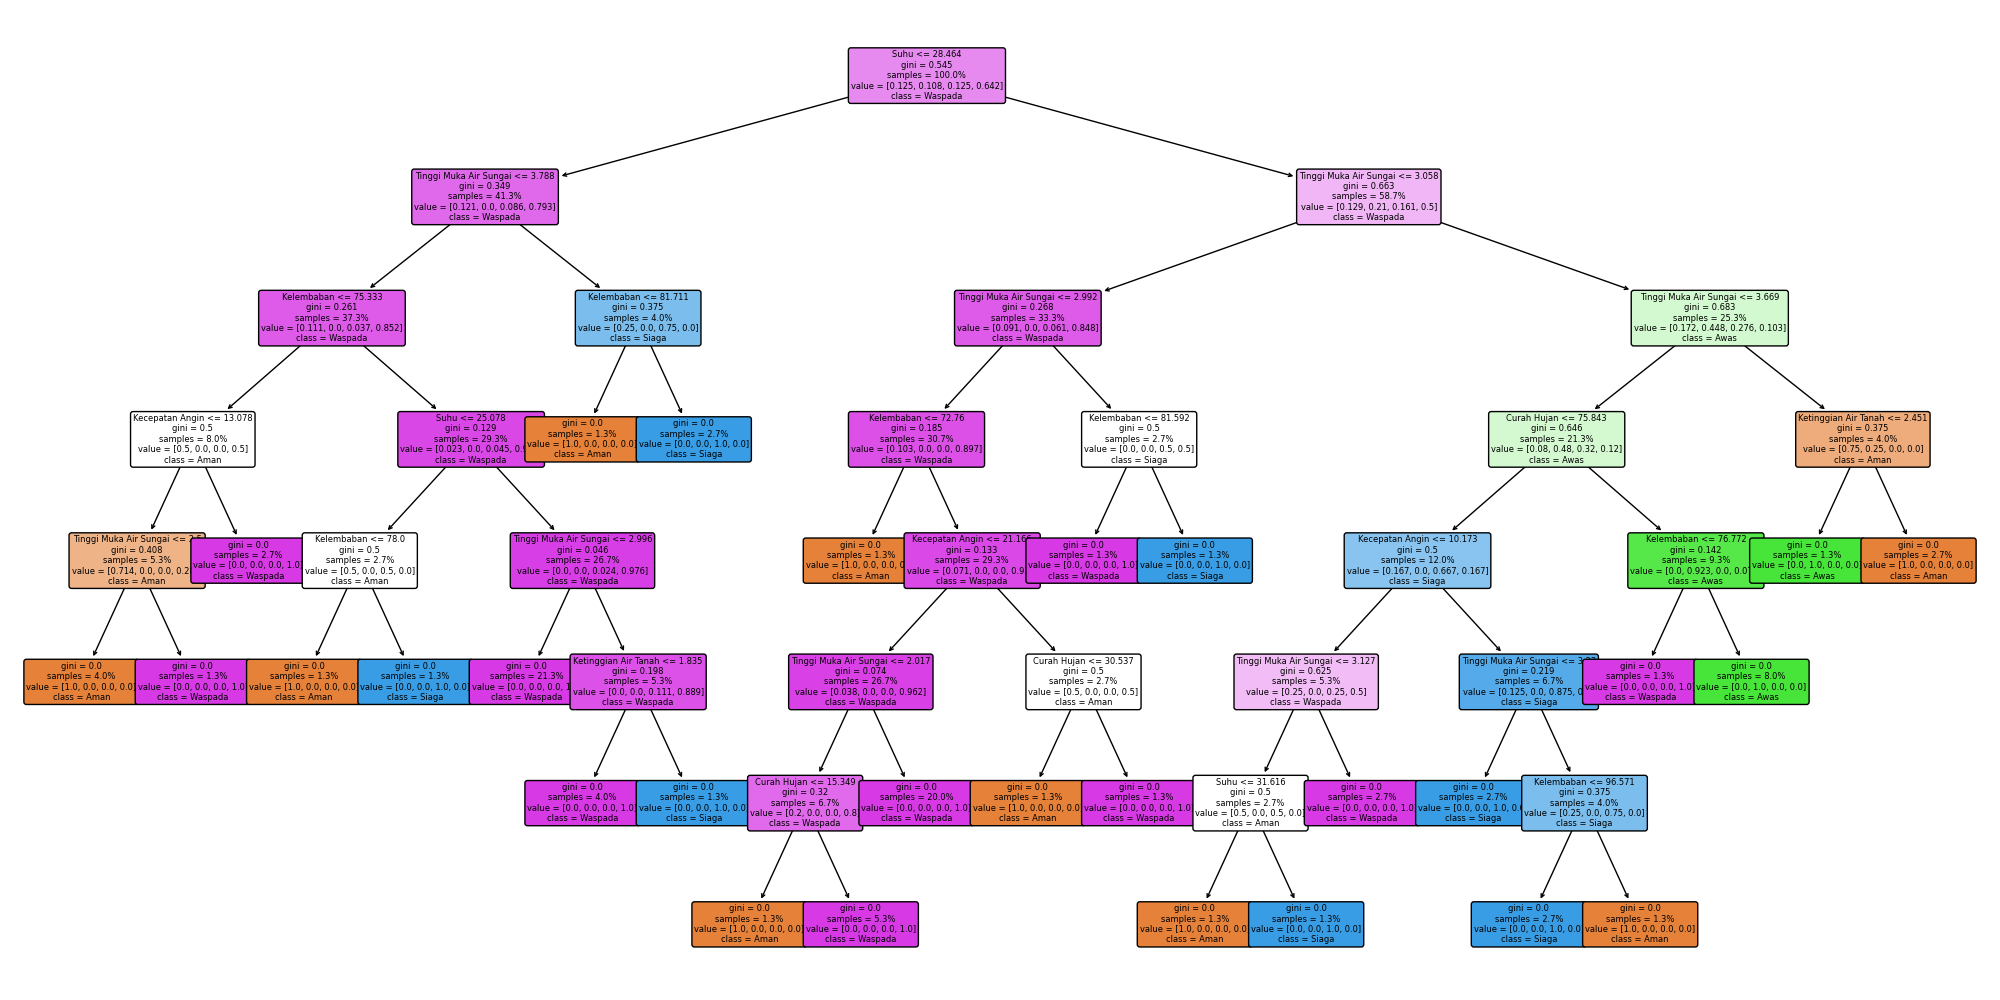 Suhu <= 28.464
gini = 0.545
samples = 100.0%
value = [0.125, 0.108, 0.125, 0.642]
class = Waspada
Tinggi Muka Air Sungai <= 3.788
gini = 0.349
samples = 41.3%
value = [0.121, 0.0, 0.086, 0.793]
class = Waspada
Tinggi Muka Air Sungai <= 3.058
gini = 0.663
samples = 58.7%
value = [0.129, 0.21, 0.161, 0.5]
class = Waspada
Kelembaban <= 75.333
gini = 0.261
samples = 37.3%
value = [0.111, 0.0, 0.037, 0.852]
class = Waspada
Kelembaban <= 81.711
gini = 0.375
samples = 4.0%
value = [0.25, 0.0, 0.75, 0.0]
class = Siaga
Tinggi Muka Air Sungai <= 2.992
gini = 0.268
samples = 33.3%
value = [0.091, 0.0, 0.061, 0.848]
class = Waspada
Tinggi Muka Air Sungai <= 3.669
gini = 0.683
samples = 25.3%
value = [0.172, 0.448, 0.276, 0.103]
class = Awas
Kecepatan Angin <= 13.078
gini = 0.5
samples = 8.0%
value = [0.5, 0.0, 0.0, 0.5]
class = Aman
Suhu <= 25.078
gini = 0.129
samples = 29.3%
value = [0.023, 0.0, 0.045,
class = Waspada
gini = 0.0
samples = 1.3%
value = [1.0, 0.0, 0.0, 0.0]
class = Aman
gini = 0.0
samples = 2.7%
value = [0.0, 0.0, 1.0, 0.0]
class = Siaga
Kelembaban <= 72.76
gini = 0.185
samples = 30.7%
value = [0.103, 0.0, 0.0, 0.897]
class = Waspada
Kelembaban <= 81.592
gini = 0.5
samples = 2.7%
value = [0.0, 0.0, 0.5, 0.5]
class = Siaga
Curah Hujan <= 75.843
gini = 0.646
samples = 21.3%
value = [0.08, 0.48, 0.32, 0.12]
class = Awas
Ketinggian Air Tanah <= 2.451
gini = 0.375
samples = 4.0%
value = [0.75, 0.25, 0.0, 0.0]
class = Aman
Tinggi Muka Air Sungai <=
gini = 0.408
samples = 5.3%
value = [0.714, 0.0, 0.0,
class = Aman
gini = 0.0
samples = 2.7%
value = [0.0, 0.0, 0.0, 1.0]
class = Waspada
Kelembaban <= 78.0
gini = 0.5
samples = 2.7%
value = [0.5, 0.0, 0.5, 0.0]
class = Aman
Tinggi Muka Air Sungai <= 2.996
gini = 0.046
samples = 26.7%
value = [0.0, 0.0, 0.024, 0.976]
class = Waspada
gini = 0.0
samples = 1.3%
value = [1.0, 0.0, 0.0,
class = Aman
Kecepatan Angin <= 21.166
gini = 0.133
samples = 29.3%
value = [0.071, 0.0, 0.0,
class = Waspada
gini = 0.0
samples = 1.3%
value = [0.0, 0.0, 0.0, 1.0]
class = Waspada
gini = 0.0
samples = 1.3%
value = [0.0, 0.0, 1.0, 0.0]
class = Siaga
Kecepatan Angin <= 10.173
gini = 0.5
samples = 12.0%
value = [0.167, 0.0, 0.667, 0.167]
class = Siaga
Kelembaban <= 76.772
gini = 0.142
samples = 9.3%
value = [0.0, 0.923, 0.0,
class = Awas
gini = 0.0
samples = 1.3%
value = [0.0, 1.0, 0.0, 0.0]
class = Awas
gini = 0.0
samples = 2.7%
value = [1.0, 0.0, 0.0, 0.0]
class = Aman
gini = 0.0
samples = 4.0%
value = [1.0, 0.0, 0.0, 0.0]
class = Aman
gini = 0.0
samples = 1.3%
value = [0.0, 0.0, 0.0, 1.0]
class = Waspada
gini = 0.0
samples = 1.3%
value = [1.0, 0.0, 0.0, 0.0]
class = Aman
gini = 0.0
samples = 1.3%
value = [0.0, 0.0, 1.0, 0.0]
class = Siaga
gini = 0.0
samples = 21.3%
value = [0.0, 0.0, 0.0,
class = Waspada
Ketinggian Air Tanah <= 1.835
gini = 0.198
samples = 5.3%
value = [0.0, 0.0, 0.111, 0.889]
class = Waspada
Tinggi Muka Air Sungai <= 2.017
gini = 0.074
samples = 26.7%
value = [0.038, 0.0, 0.0, 0.962]
class = Waspada
Curah Hujan <= 30.537
gini = 0.5
samples = 2.7%
value = [0.5, 0.0, 0.0, 0.5]
class = Aman
Tinggi Muka Air Sungai <= 3.127
gini = 0.625
samples = 5.3%
value = [0.25, 0.0, 0.25, 0.5]
class = Waspada
Tinggi Muka Air Sungai <=
gini = 0.219
samples = 6.7%
value = [0.125, 0.0, 0.875,
class = Siaga
gini = 0.0
samples = 1.3%
value = [0.0, 0.0, 0.0, 1.0]
class = Waspada
gini = 0.0
samples = 8.0%
value = [0.0, 1.0, 0.0, 0.0]
class = Awas
gini = 0.0
samples = 4.0%
value = [0.0, 0.0, 0.0, 1.0]
class = Waspada
gini = 0.0
samples = 1.3%
value = [0.0, 0.0, 1.0, 0.0]
class = Siaga
Curah Hujan <= 15.349
gini = 0.32
samples = 6.7%
value = [0.2, 0.0, 0.0, 0.8]
class = Waspada
gini = 0.0
samples = 20.0%
value = [0.0, 0.0, 0.0, 1.0]
class = Waspada
gini = 0.0
samples = 1.3%
value = [1.0, 0.0, 0.0, 0.0]
class = Aman
gini = 0.0
samples = 1.3%
value = [0.0, 0.0, 0.0, 1.0]
class = Waspada
Suhu <= 31.616
gini = 0.5
samples = 2.7%
value = [0.5, 0.0, 0.5, 0.0]
class = Aman
gini = 0.0
samples = 2.7%
value = [0.0, 0.0, 0.0, 1.0]
class = Waspada
gini = 0.0
samples = 2.7%
value = [0.0, 0.0, 1.0,
class = Siaga
Kelembaban <= 96.571
gini = 0.375
samples = 4.0%
value = [0.25, 0.0, 0.75, 0.0]
class = Siaga
gini = 0.0
samples = 1.3%
value = [1.0, 0.0, 0.0, 0.0]
class = Aman
gini = 0.0
samples = 5.3%
value = [0.0, 0.0, 0.0, 1.0]
class = Waspada
gini = 0.0
samples = 1.3%
value = [1.0, 0.0, 0.0, 0.0]
class = Aman
gini = 0.0
samples = 1.3%
value = [0.0, 0.0, 1.0, 0.0]
class = Siaga
gini = 0.0
samples = 2.7%
value = [0.0, 0.0, 1.0, 0.0]
class = Siaga
gini = 0.0
samples = 1.3%
value = [1.0, 0.0, 0.0, 0.0]
class = Aman